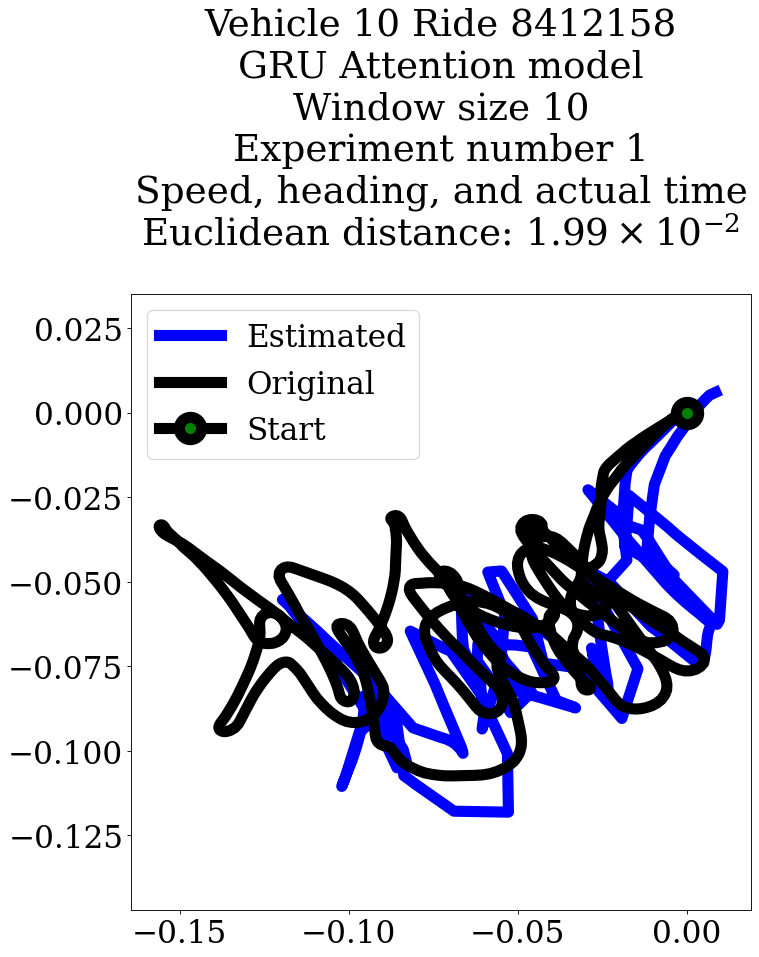 Vehicle 10 Ride 8412158
GRU Attention model
Window size 10
Experiment number 1
Speed, heading, and actual time
Euclidean distance: 1.99 × 10⁻²
0.025
0.000
−0.025
−0.050
−0.075
−0.100
−0.125
Estimated
Original
Start
−0.15
−0.10
−0.05
0.00